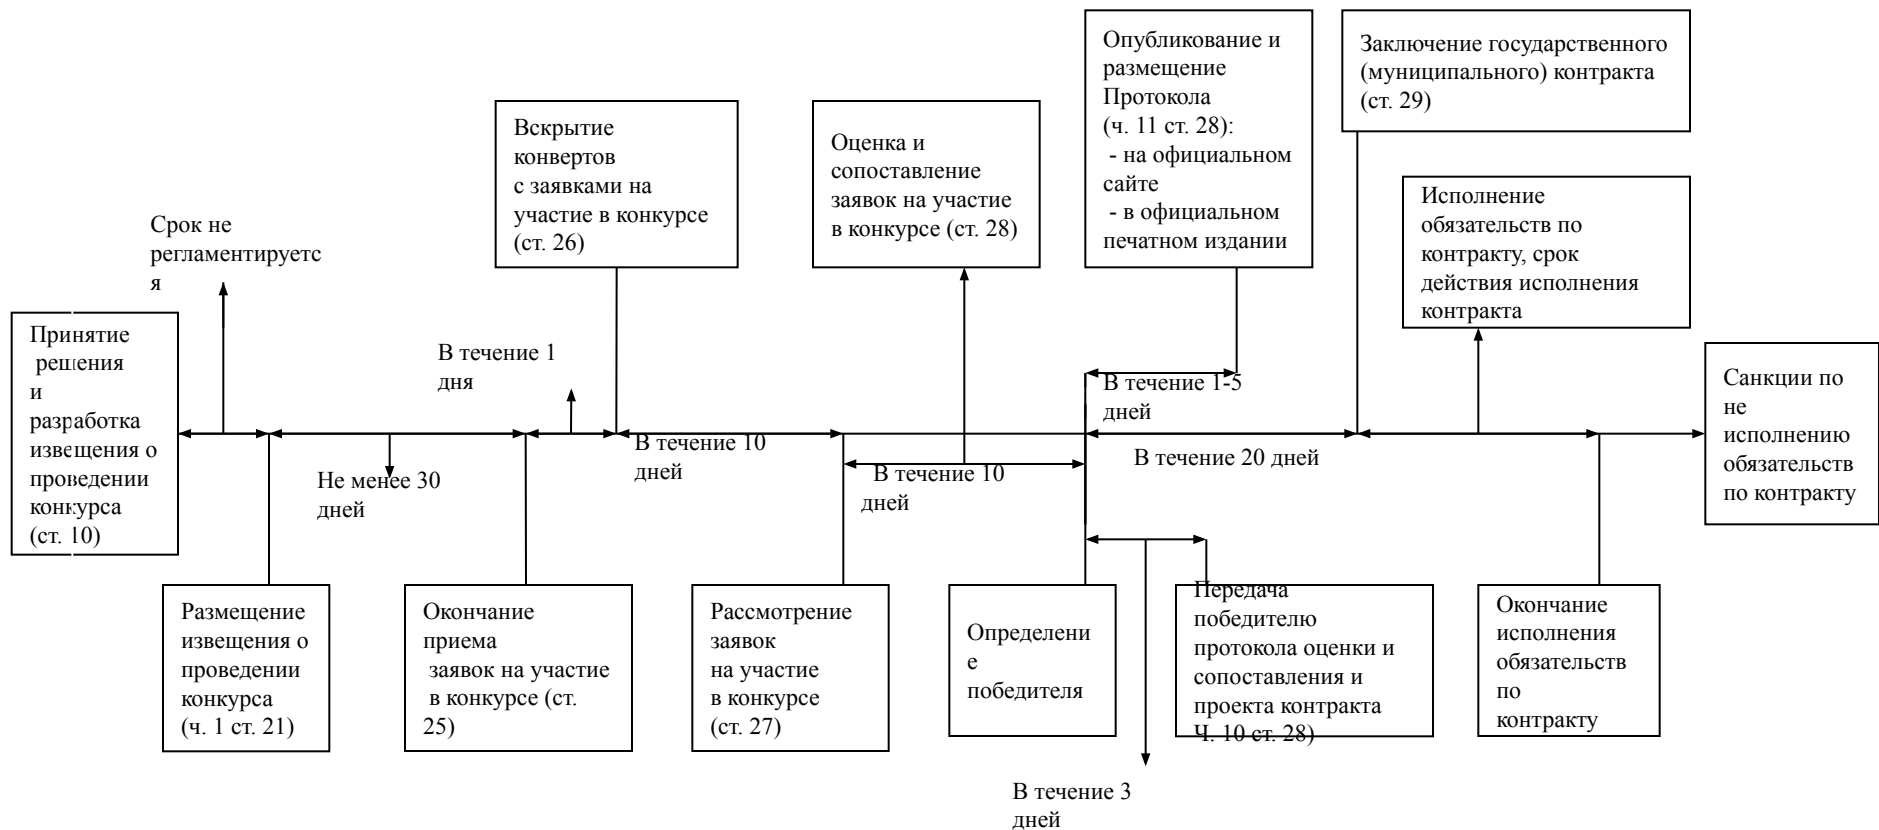 Опубликование и
размещение
Протокола
(ч. 11 ст. 28):
- на официальном
сайте
- в официальном
печатном издании
Заключение государственного
(муниципального) контракта
(ст. 29)
Вскрытие
конвертов
с заявками на
участие в конкурсе
(ст. 26)
Оценка и
сопоставление
заявок на участие
в конкурсе (ст. 28)
Исполнение
обязательств по
контракту, срок
действия исполнения
контракта
Срок не
регламентируетс
я
Принятие
решения
и
разработка
извещения о
проведении
конкурса
(ст. 10)
В течение 1
дня
В течение 1-5
дней
Санкции по
не
исполнению
обязательств
по контракту
В течение 10
дней
В течение 20 дней
Не менее 30
дней
В течение 10
дней
Размещение
извещения о
проведении
конкурса
(ч. 1 ст. 21)
Окончание
приема
заявок на участие
в конкурсе (ст.
25)
Рассмотрение
заявок
на участие
в конкурсе
(ст. 27)
Определени
е
победителя
Передача
победителю
протокола оценки и
сопоставления и
проекта контракта
Ч. 10 ст. 28)
Окончание
исполнения
обязательств
по
контракту
В течение 3
дней